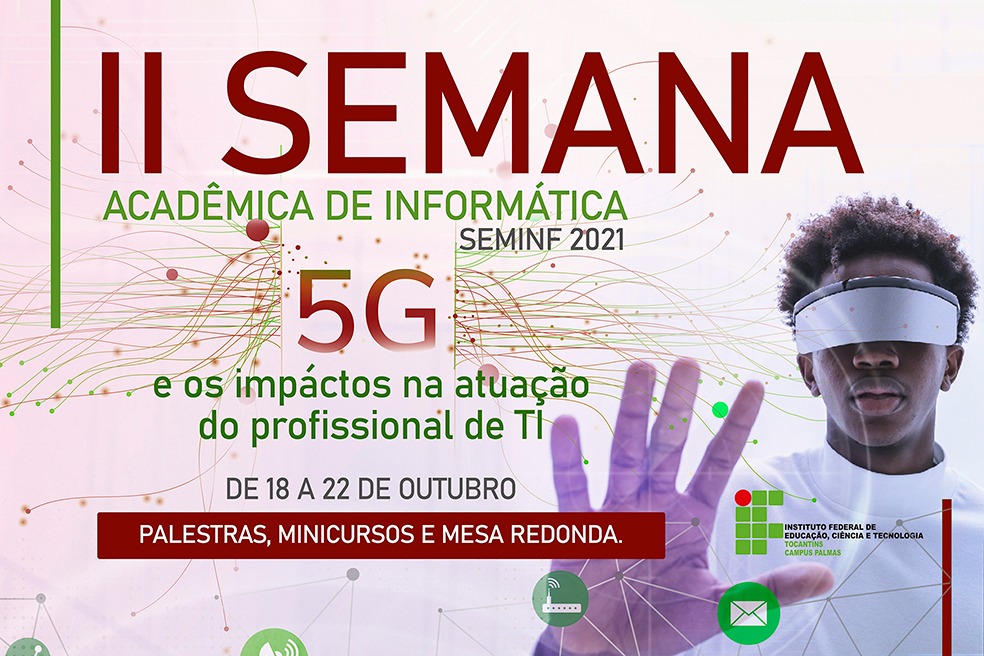 II SEMANA
ACADÊMICA DE INFORMÁTICA
SEMINF 2021
5G
e os impáctos na atuação
do profissional de TI
DE 18 A 22 DE OUTUBRO
PALESTRAS, MINICURSOS E MESA REDONDA.
INSTITUTO FEDERAL DE
EDUCAÇÃO, CIÊNCIA E TECNOLOGIA
TOCANTINS
CAMPUS PALMAS